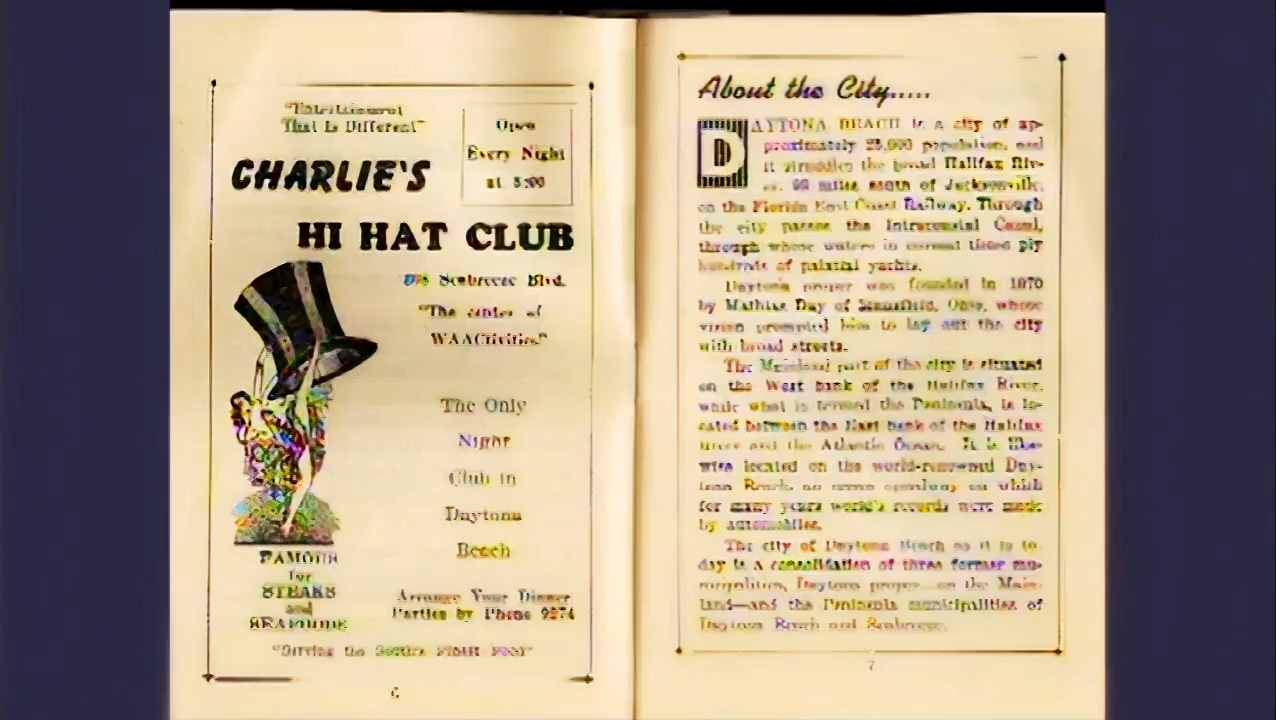 "Entertainment
That Is Different"
Open
Every Night
at
CHARLIE'S
HI HAT CLUB
Seabreeze Blvd.
"The center of
WAACtivities"
The Only
Night
Club in
Daytona
Beach
FAMOUS
for
STEAKS
and
SEAFOODS
Arrange Your Dinner
Parties by Phone 9274
"Serving the
6
About the City.....
DAYTONA BEACH is a city of ap-
proximately population, and
it straddles the broad Halifax Riv-
er, miles south of Jacksonville,
on the Florida East Coast Railway. Through
the city passes the Intracoastal Canal,
through whose waters in normal times ply
hundreds of palatial yachts.
Daytona proper was founded in 1870
by Mathias Day of Mansfield, Ohio, whose
vision prompted him to lay out the city
with broad streets.
The Mainland part of the city is situated
on the West bank of the Halifax River,
while what is termed the Peninsula, is lo-
cated between the East bank of the Halifax
River and the Atlantic Ocean. It is like-
wise located on the world-renowned Day-
tona Beach, an on which
for many years world's records were made
by automobiles.
The city of Daytona Beach as it is to-
day is a consolidation of three former mu-
nicipalities, Daytona proper—on the Main-
land—and the Peninsula municipalities of
Daytona Beach and Seabreeze.
7